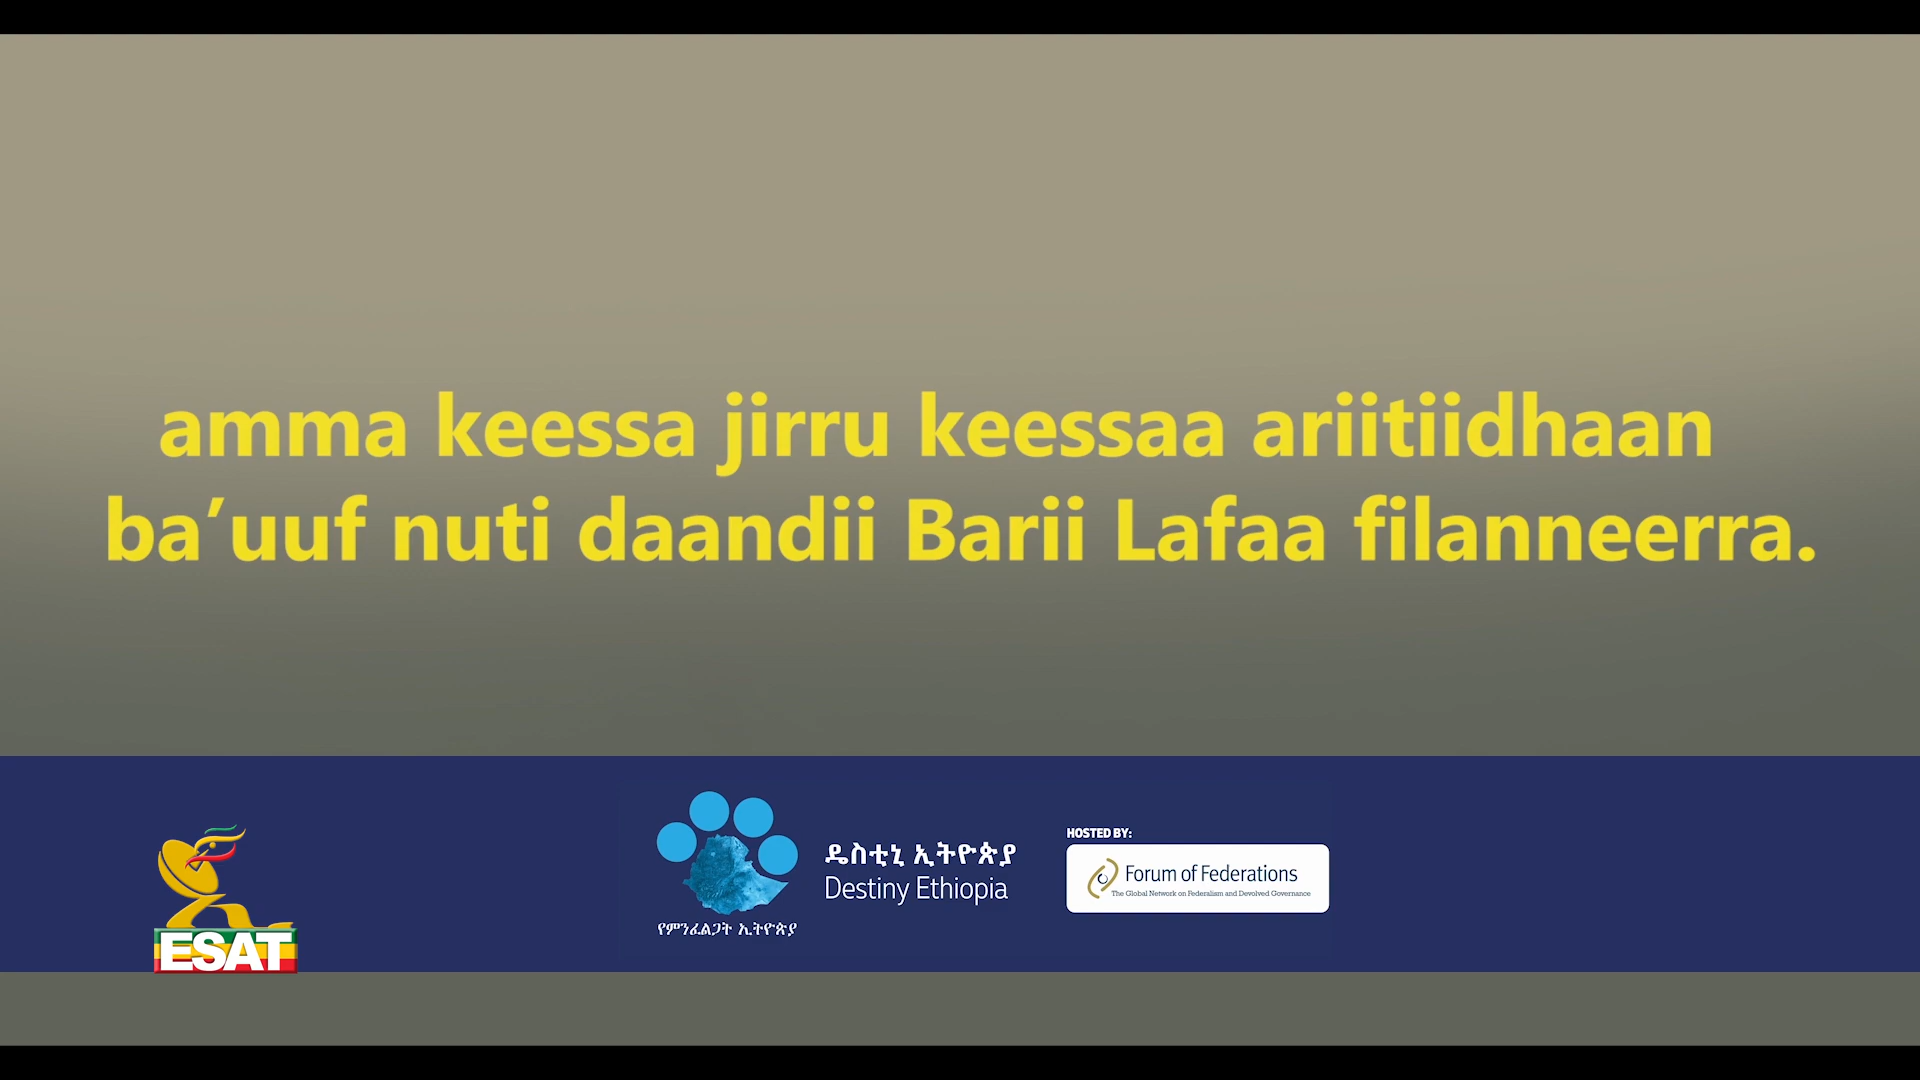 amma keessa jirru keessaa ariitiidhaan
ba’uuf nuti daandii Barii Lafaa filanneerra.
ዴስቲኒ ኢትዮጵያ
Destiny Ethiopia
የምንፈልጋት ኢትዮጵያ
HOSTED BY:
Forum of Federations
The Global Network on Federalism and Devolved Governance
ESAT